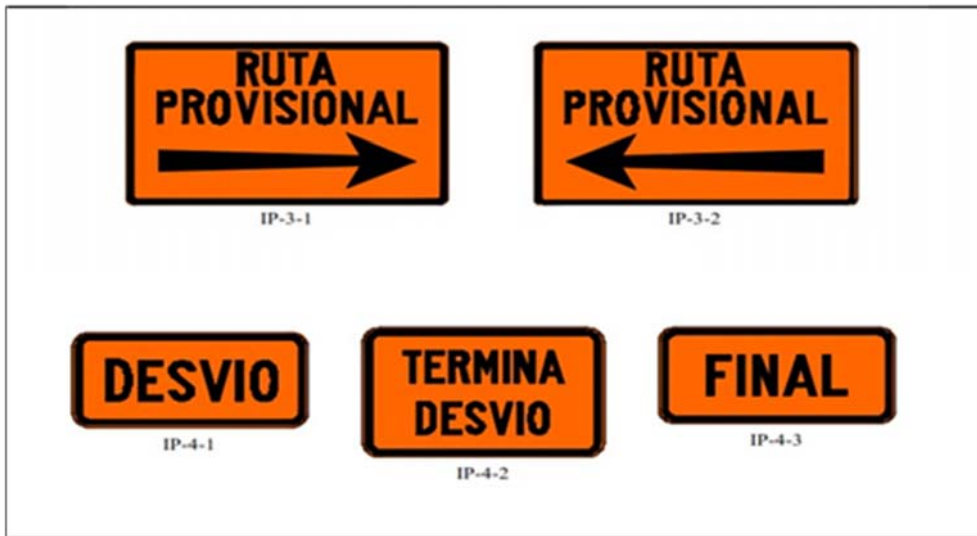 RUTA
PROVISIONAL
IP-3-1
RUTA
PROVISIONAL
IP-3-2
DESVIO
IP-4-1
TERMINA
DESVIO
IP-4-2
FINAL
IP-4-3